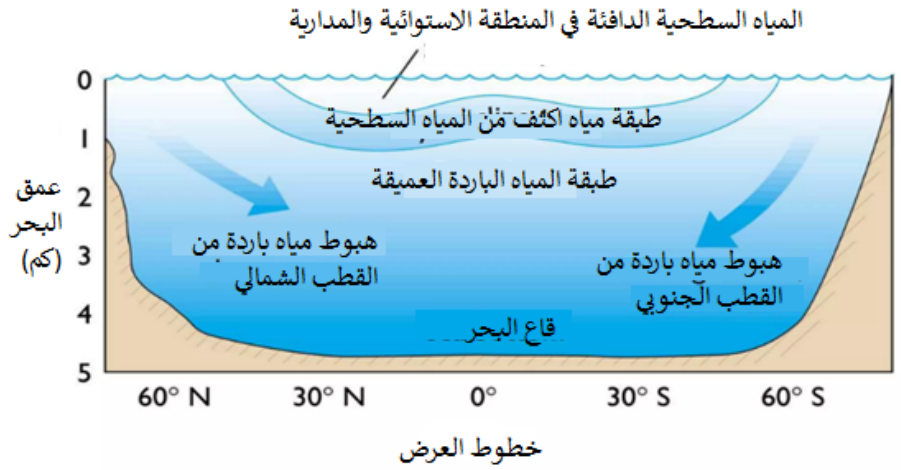 المياه السطحية الدافئة في المنطقة الاستوائية والمدارية
0
طبقة مياه اكثف من المياه السطحية
1
طبقة المياه الباردة العميقة
2
عمق
البحر
(كم)
هبوط مياه باردة من
القطب الشمالي
هبوط مياه باردة من
القطب الجنوبي
3
4
قاع البحر
5
60° N 30° N 0° 30° S 60° S
خطوط العرض